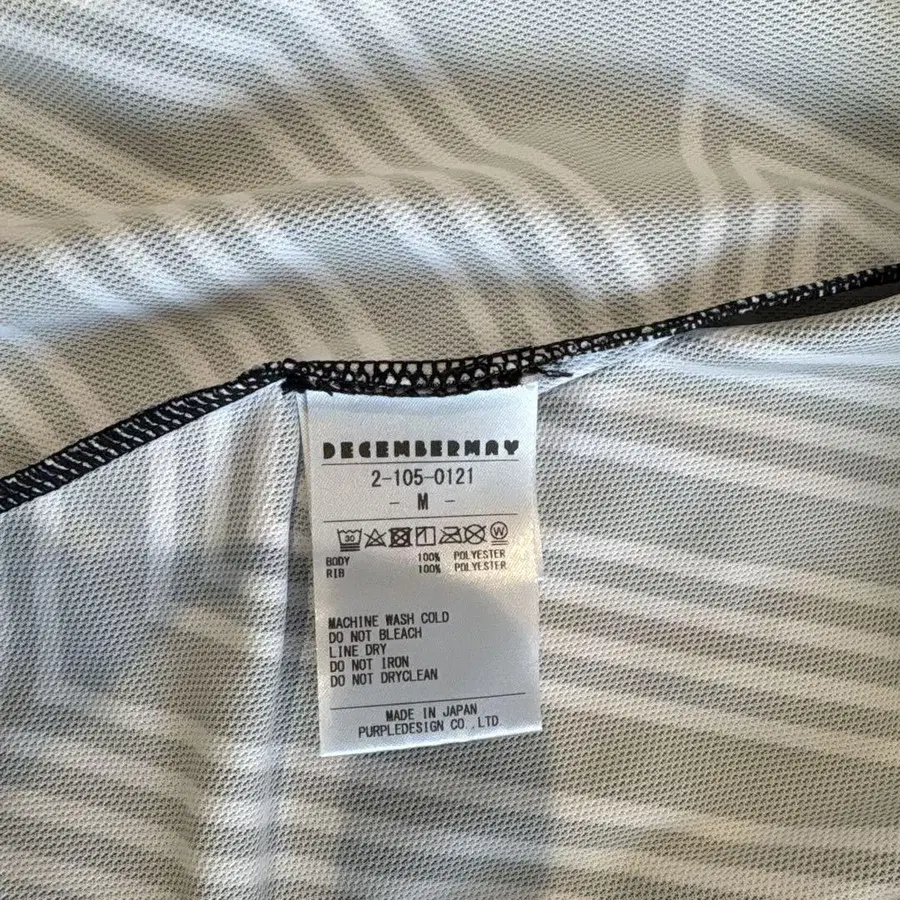 DECEMBERMAY
2-105-0121
- M -
30 W
BODY 100% POLYESTER
RIB 100% POLYESTER
MACHINE WASH COLD
DO NOT BLEACH
LINE DRY
DO NOT IRON
DO NOT DRYCLEAN
MADE IN JAPAN
PURPLEDESIGN CO.,LTD